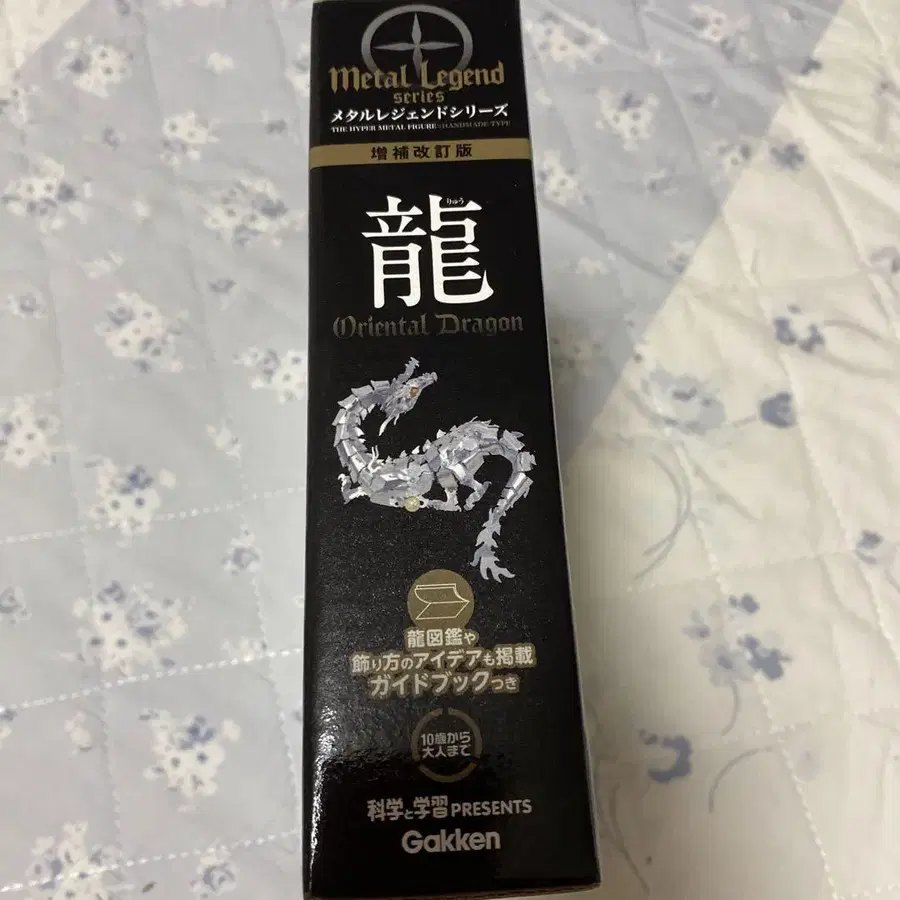 Metal Legend
series
メタルレジェンドシリーズ
THE HYPER METAL FIGURE : HANDMADE TYPE
増補改訂版
りゅう
龍
Oriental Dragon
龍図鑑や
飾り方のアイデアも掲載
ガイドブックつき
10歳から
大人まで
科学と学習 PRESENTS
Gakken